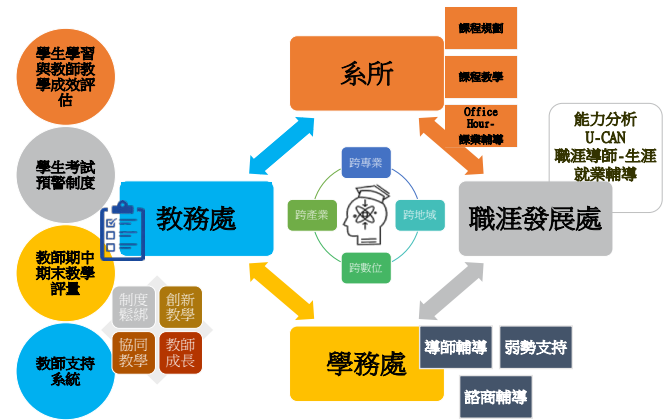 學生學習
與教師教
學成效評
估
學生考試
預警制度
教師期中
期末教學
評量
教師支持
系統
系所
課程規劃
課程教學
Office
Hour-
課業輔導
能力分析
U-CAN
職涯導師-生涯
就業輔導
教務處
跨專業
跨產業
跨地域
跨數位
職涯發展處
制度
鬆綁
創新
教學
協同
教學
教師
成長
學務處
導師輔導
弱勢支持
諮商輔導